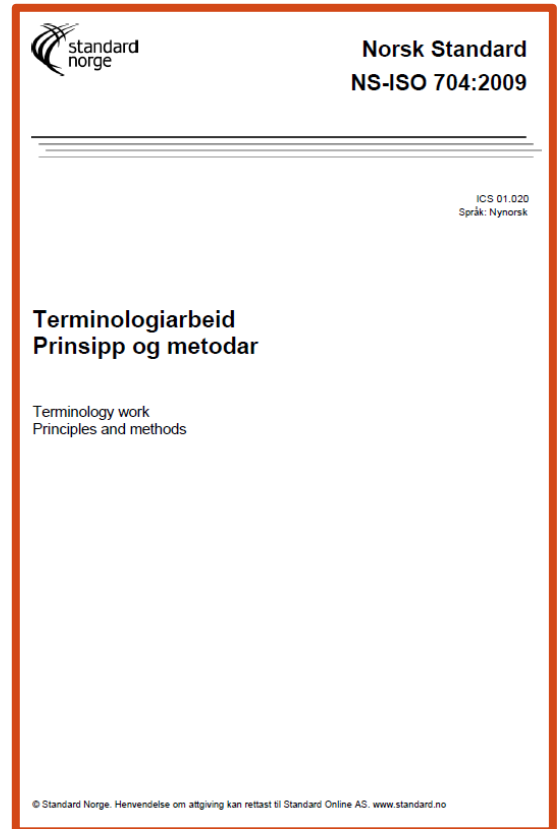 standard
norge
Norsk Standard
NS-ISO 704:2009
ICS 01.020
Språk: Nynorsk
Terminologiarbeid
Prinsipp og metodar
Terminology work
Principles and methods
© Standard Norge. Henvendelse om attgiving kan rettast til Standard Online AS. www.standard.no